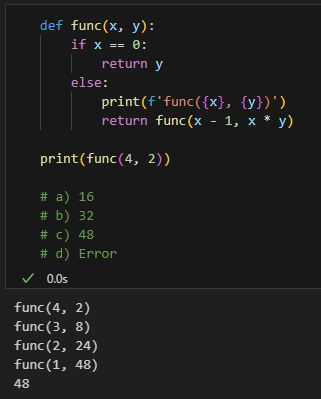 def func(x, y):
    if x == 0:
        return y
    else:
        print(f'func({x}, {y})')
        return func(x - 1, x * y)
print(func(4, 2))
# a) 16
# b) 32
# c) 48
# d) Error
0.0s
func(4, 2)
func(3, 8)
func(2, 24)
func(1, 48)
48